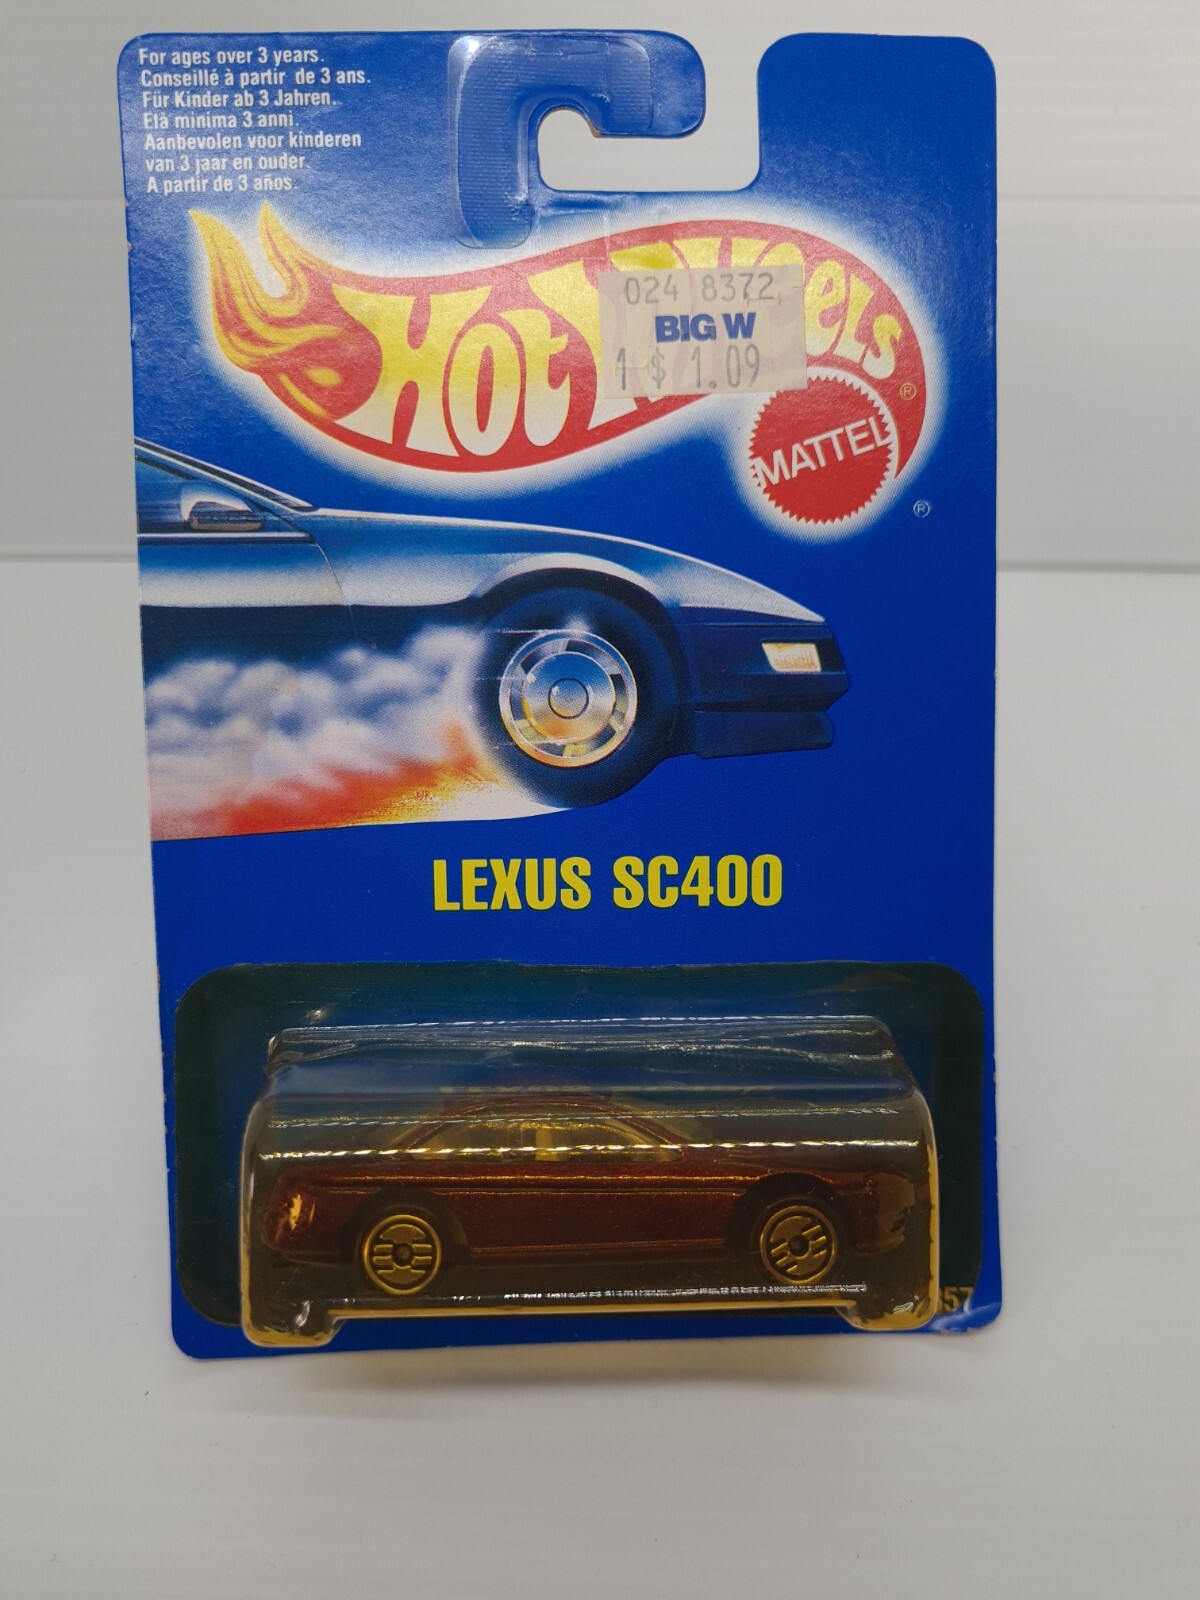 For ages over 3 years.
Conseillé à partir de 3 ans.
Für Kinder ab 3 Jahren.
Età minima 3 anni.
Aanbevolen voor kinderen
van 3 jaar en ouder.
A partir de 3 años.
Hot Wheels ®
024 8372
BIG W
1 $ 1.09
MATTEL
®
LEXUS SC400